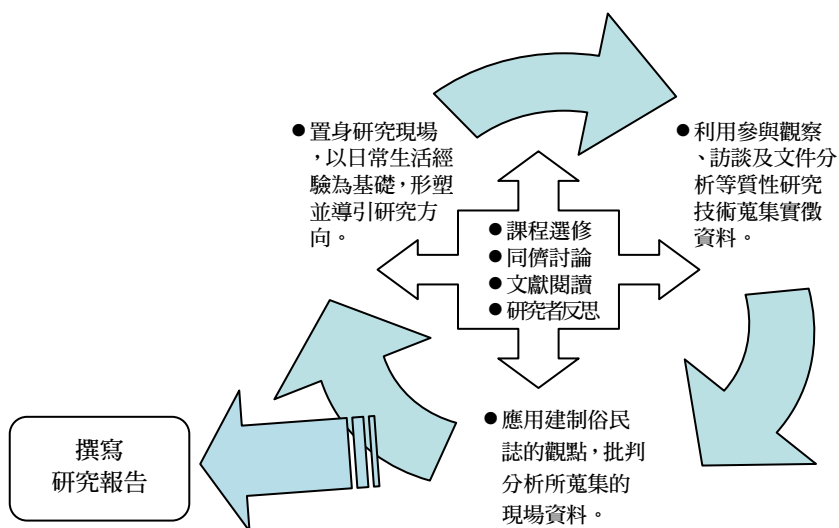 ●置身研究現場
，以日常生活經
驗為基礎，形塑
並導引研究方
向。
●利用參與觀察
、訪談及文件分
析等質性研究
技術蒐集實徵
資料。
●課程選修
●同儕討論
●文獻閱讀
●研究者反思
●應用建制俗民
誌的觀點，批判
分析所蒐集的
現場資料。
撰寫
研究報告